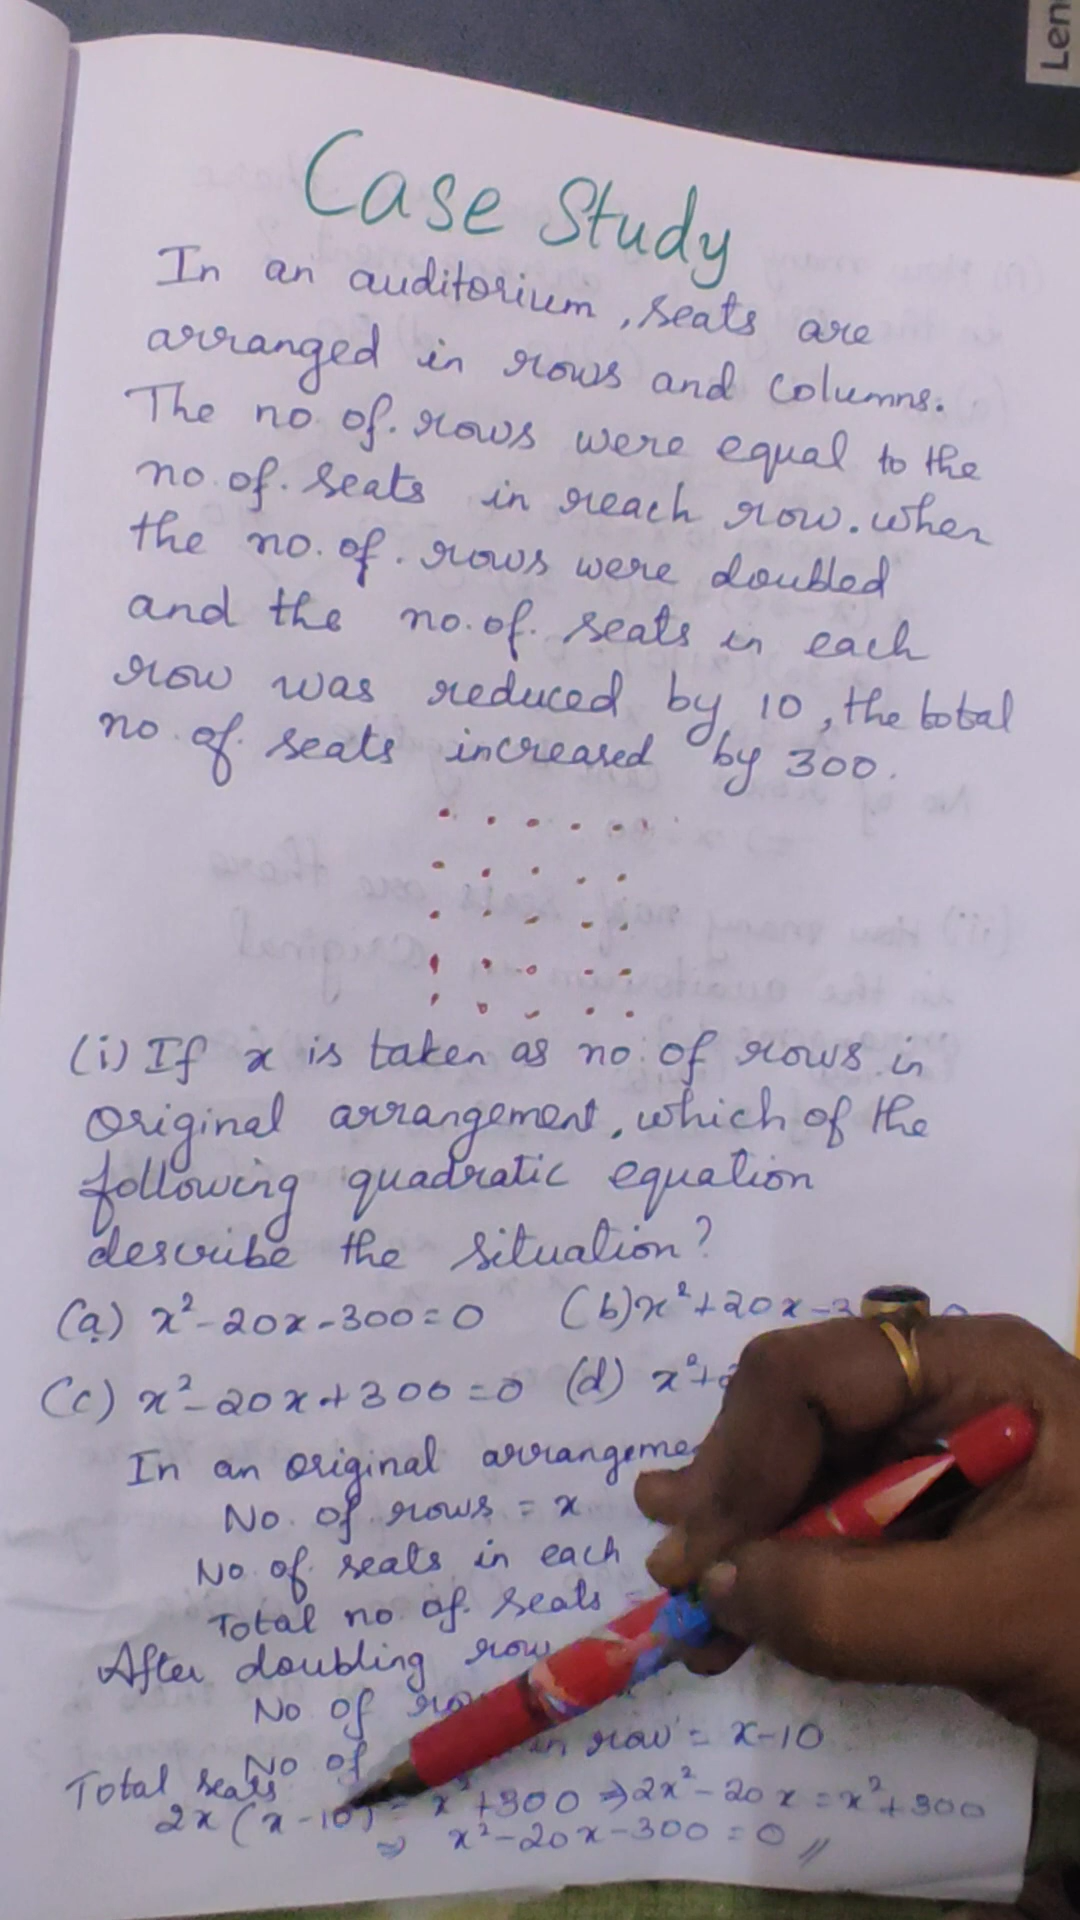 Len
Case Study
In an auditorium, seats are
arranged in rows and columns.
The no of. rows were equal to the
no. of. seats in reach row. when
the no. of. rows were doubled
and the no. of. seats in each
row was reduced by 10, the total
no. of. seats increased by 300.
(i) If x is taken as no. of rows in
original arrangement, which of the
following quadratic equation
describe the situation?
(a) x²-20x-300=0 (b) x²+20x-3
(c) x²-20x+300=0 (d) x²+
In an original arrangeme
No. of rows = x
No of. seats in each
Total no of. seats =
After doubling row
No of ro
No of in row = x-10
Total seats
2x(x-10) = x²+300 ⇒ 2x²-20x = x²+300
⇒ x²-20x-300=0 //